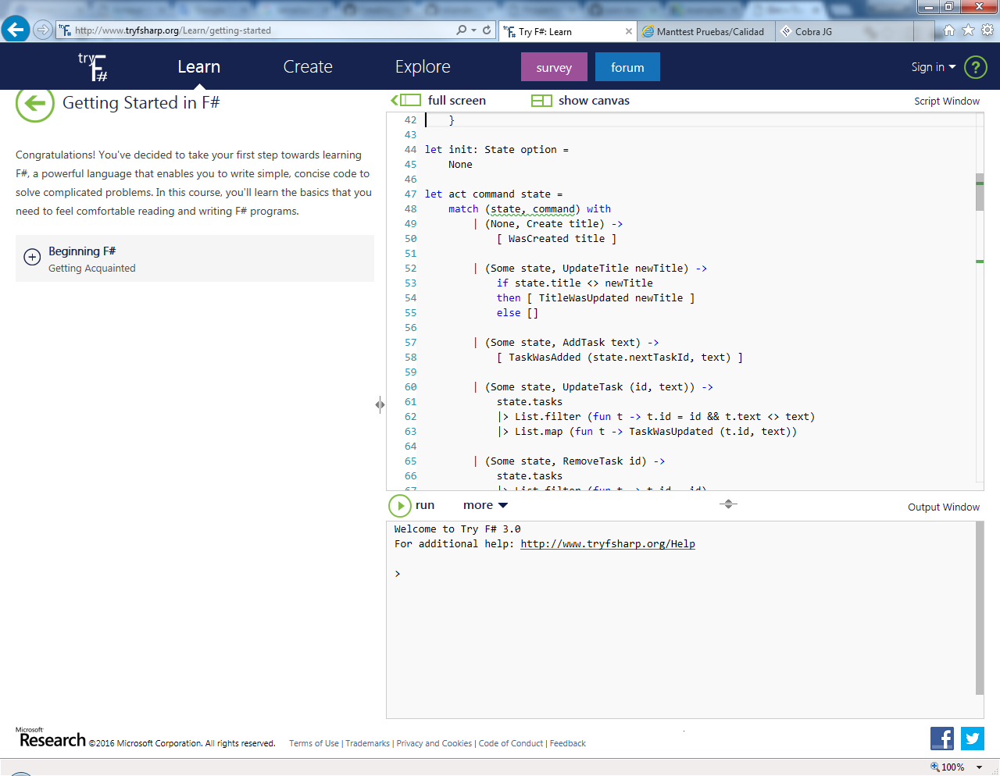 http://www.tryfsharp.org/Learn/getting-started
Try F#: Learn
Manttest Pruebas/Calidad
Cobra JG
try F#
Learn
Create
Explore
survey
forum
Sign in
?
Getting Started in F#
full screen
show canvas
Script Window
Congratulations! You've decided to take your first step towards learning
F#, a powerful language that enables you to write simple, concise code to
solve complicated problems. In this course, you'll learn the basics that you
need to feel comfortable reading and writing F# programs.
Beginning F#
Getting Acquainted
42     }
43
44 let init: State option =
45     None
46
47 let act command state =
48     match (state, command) with
49         | (None, Create title) ->
50             [ WasCreated title ]
51
52         | (Some state, UpdateTitle newTitle) ->
53             if state.title <> newTitle
54             then [ TitleWasUpdated newTitle ]
55             else []
56
57         | (Some state, AddTask text) ->
58             [ TaskWasAdded (state.nextTaskId, text) ]
59
60         | (Some state, UpdateTask (id, text)) ->
61             state.tasks
62             |> List.filter (fun t -> t.id = id && t.text <> text)
63             |> List.map (fun t -> TaskWasUpdated (t.id, text))
64
65         | (Some state, RemoveTask id) ->
66             state.tasks
67             |> List.filter (fun t -> t.id = id)
run
more
Output Window
Welcome to Try F# 3.0
For additional help: http://www.tryfsharp.org/Help
>
Microsoft
Research ©2016 Microsoft Corporation. All rights reserved. Terms of Use | Trademarks | Privacy and Cookies | Code of Conduct | Feedback
100%